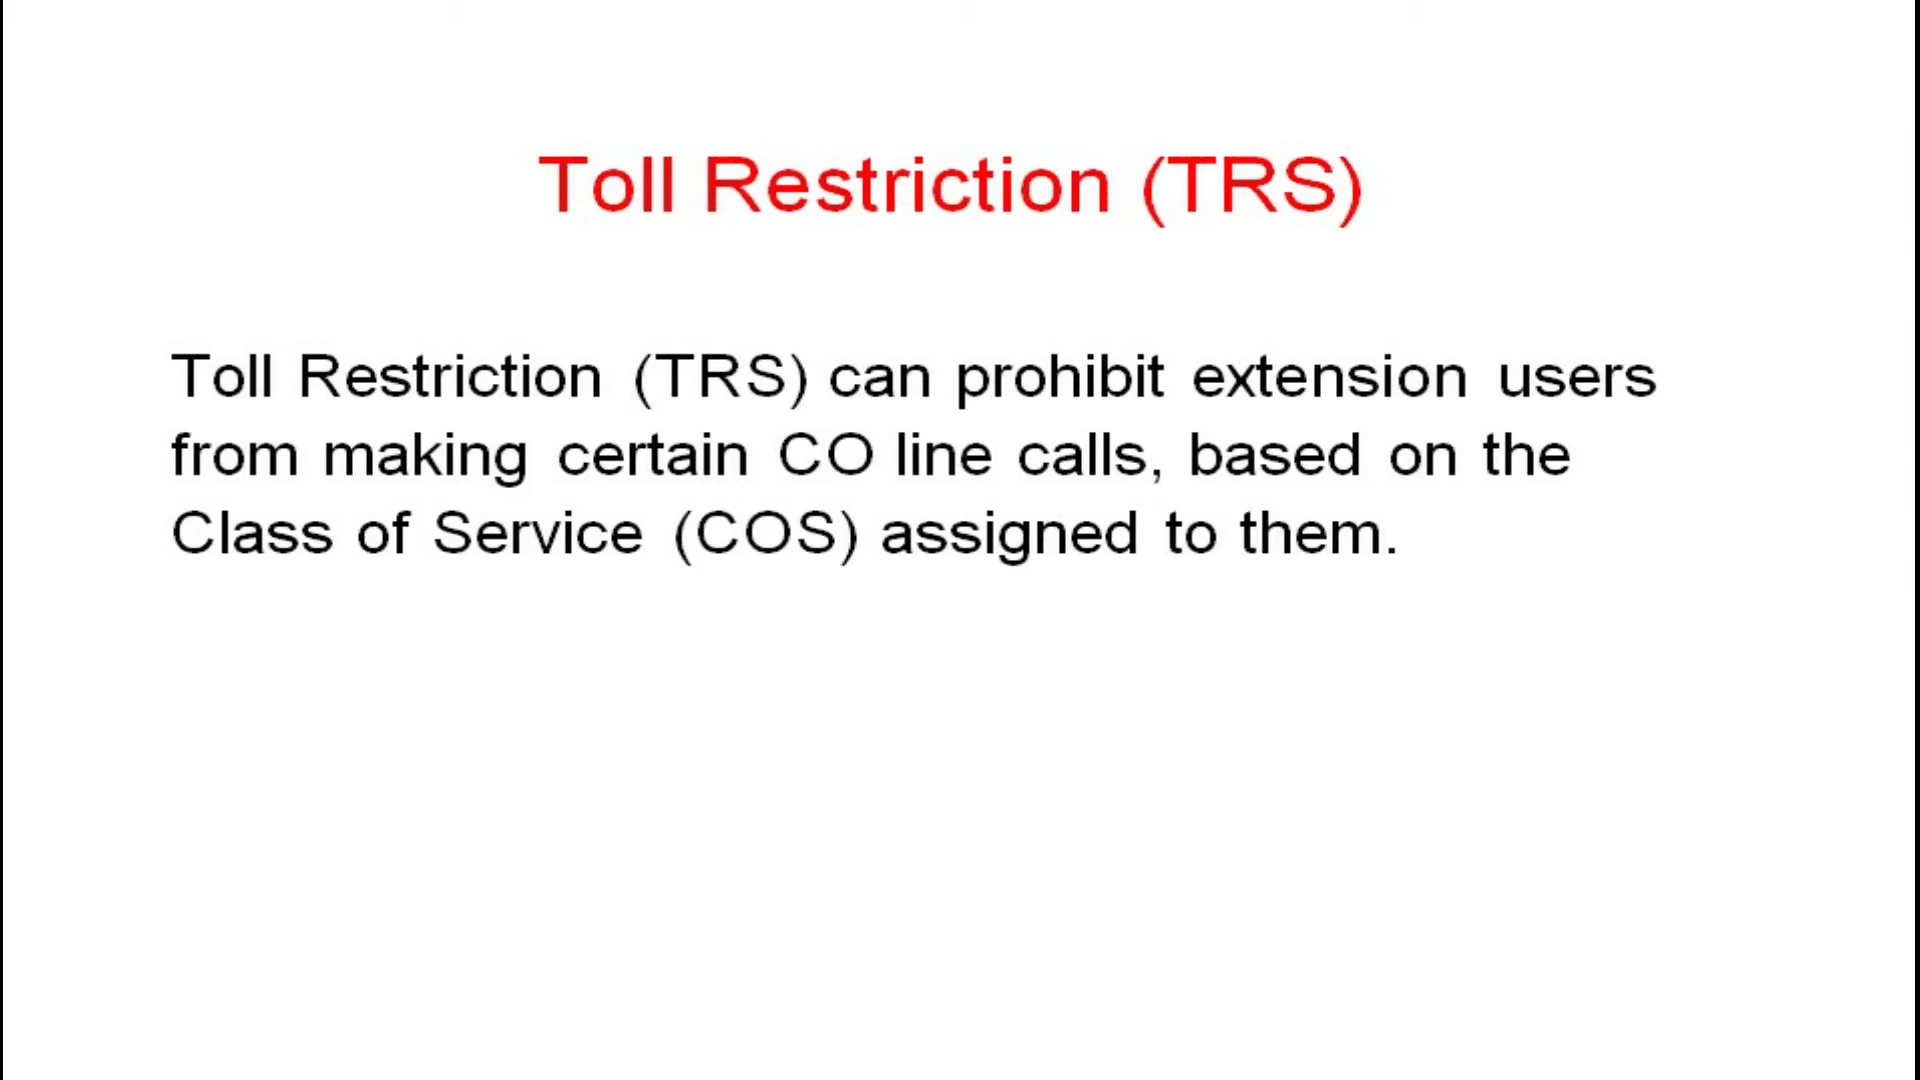 Toll Restriction (TRS)
Toll Restriction (TRS) can prohibit extension users
from making certain CO line calls, based on the
Class of Service (COS) assigned to them.